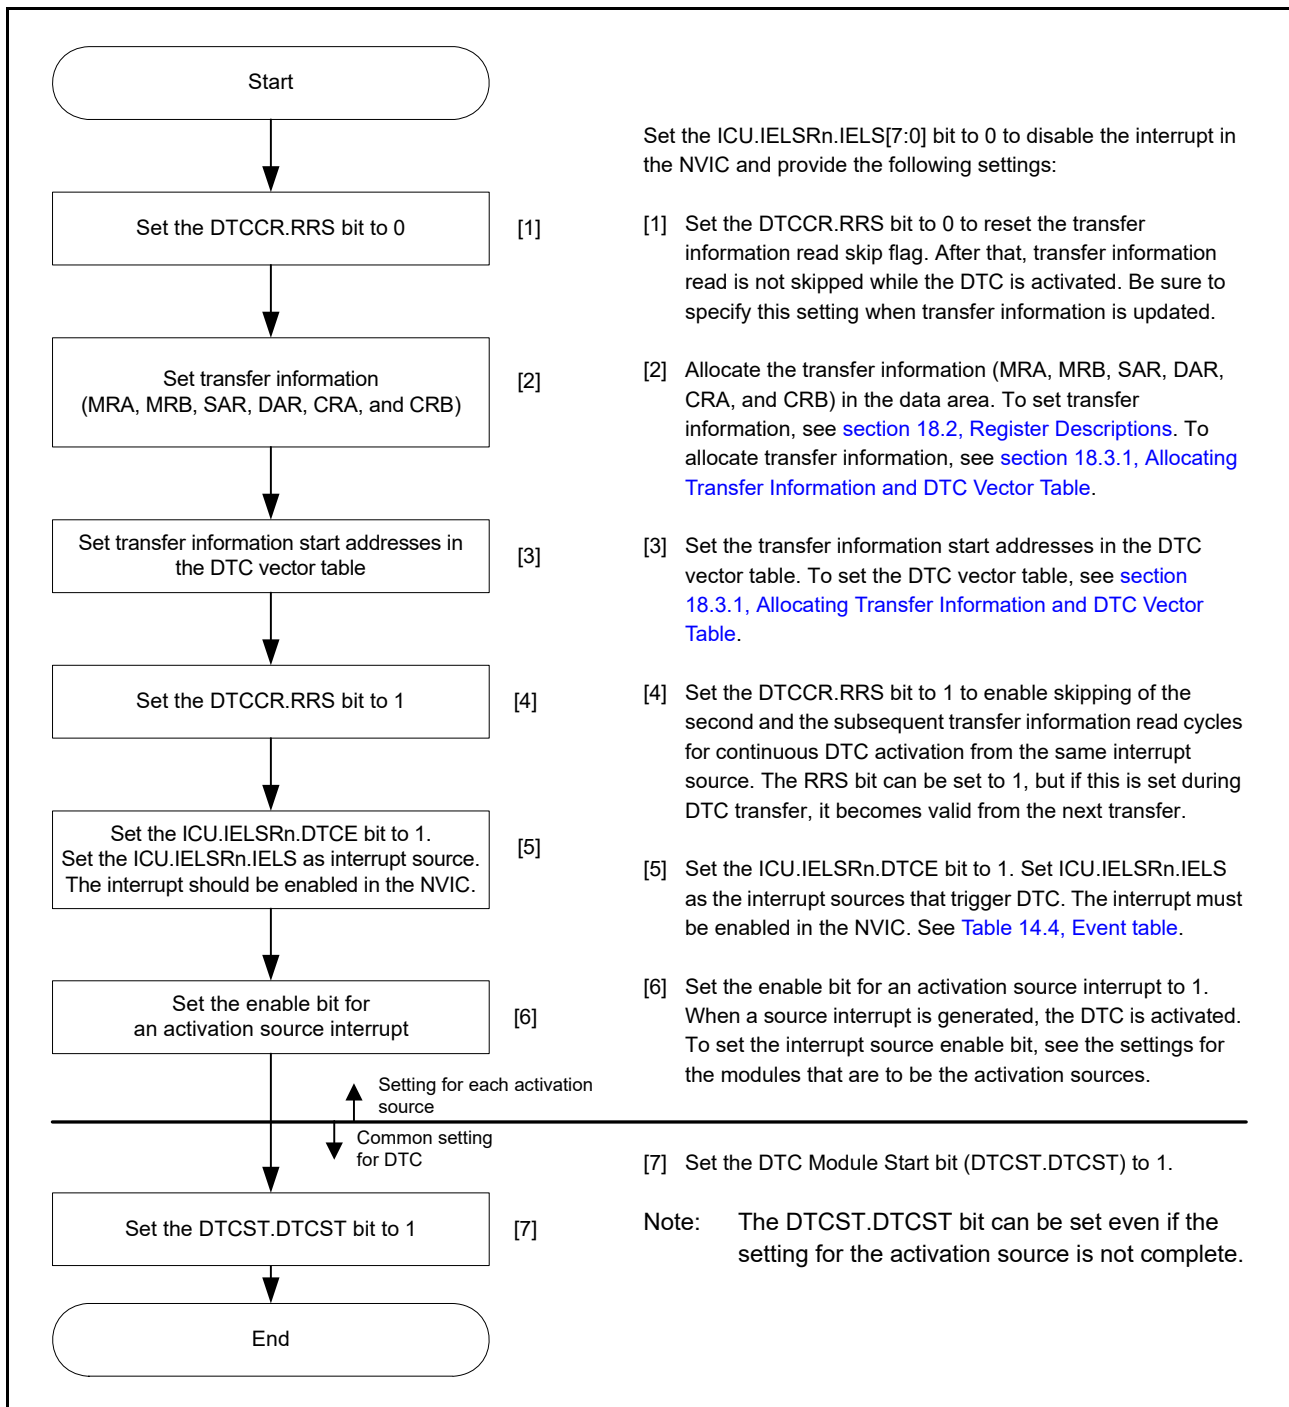 Start
Set the DTCCR.RRS bit to 0
[1]
Set transfer information
(MRA, MRB, SAR, DAR, CRA, and CRB)
[2]
Set transfer information start addresses in
the DTC vector table
[3]
Set the DTCCR.RRS bit to 1
[4]
Set the ICU.IELSRn.DTCE bit to 1.
Set the ICU.IELSRn.IELS as interrupt source.
The interrupt should be enabled in the NVIC.
[5]
Set the enable bit for
an activation source interrupt
[6]
Setting for each activation
source
Common setting
for DTC
Set the DTCST.DTCST bit to 1
[7]
End
Set the ICU.IELSRn.IELS[7:0] bit to 0 to disable the interrupt in
the NVIC and provide the following settings:
[1] Set the DTCCR.RRS bit to 0 to reset the transfer
information read skip flag. After that, transfer information
read is not skipped while the DTC is activated. Be sure to
specify this setting when transfer information is updated.
[2] Allocate the transfer information (MRA, MRB, SAR, DAR,
CRA, and CRB) in the data area. To set transfer
information, see section 18.2, Register Descriptions. To
allocate transfer information, see section 18.3.1, Allocating
Transfer Information and DTC Vector Table.
[3] Set the transfer information start addresses in the DTC
vector table. To set the DTC vector table, see section
18.3.1, Allocating Transfer Information and DTC Vector
Table.
[4] Set the DTCCR.RRS bit to 1 to enable skipping of the
second and the subsequent transfer information read cycles
for continuous DTC activation from the same interrupt
source. The RRS bit can be set to 1, but if this is set during
DTC transfer, it becomes valid from the next transfer.
[5] Set the ICU.IELSRn.DTCE bit to 1. Set ICU.IELSRn.IELS
as the interrupt sources that trigger DTC. The interrupt must
be enabled in the NVIC. See Table 14.4, Event table.
[6] Set the enable bit for an activation source interrupt to 1.
When a source interrupt is generated, the DTC is activated.
To set the interrupt source enable bit, see the settings for
the modules that are to be the activation sources.
[7] Set the DTC Module Start bit (DTCST.DTCST) to 1.
Note: The DTCST.DTCST bit can be set even if the
setting for the activation source is not complete.